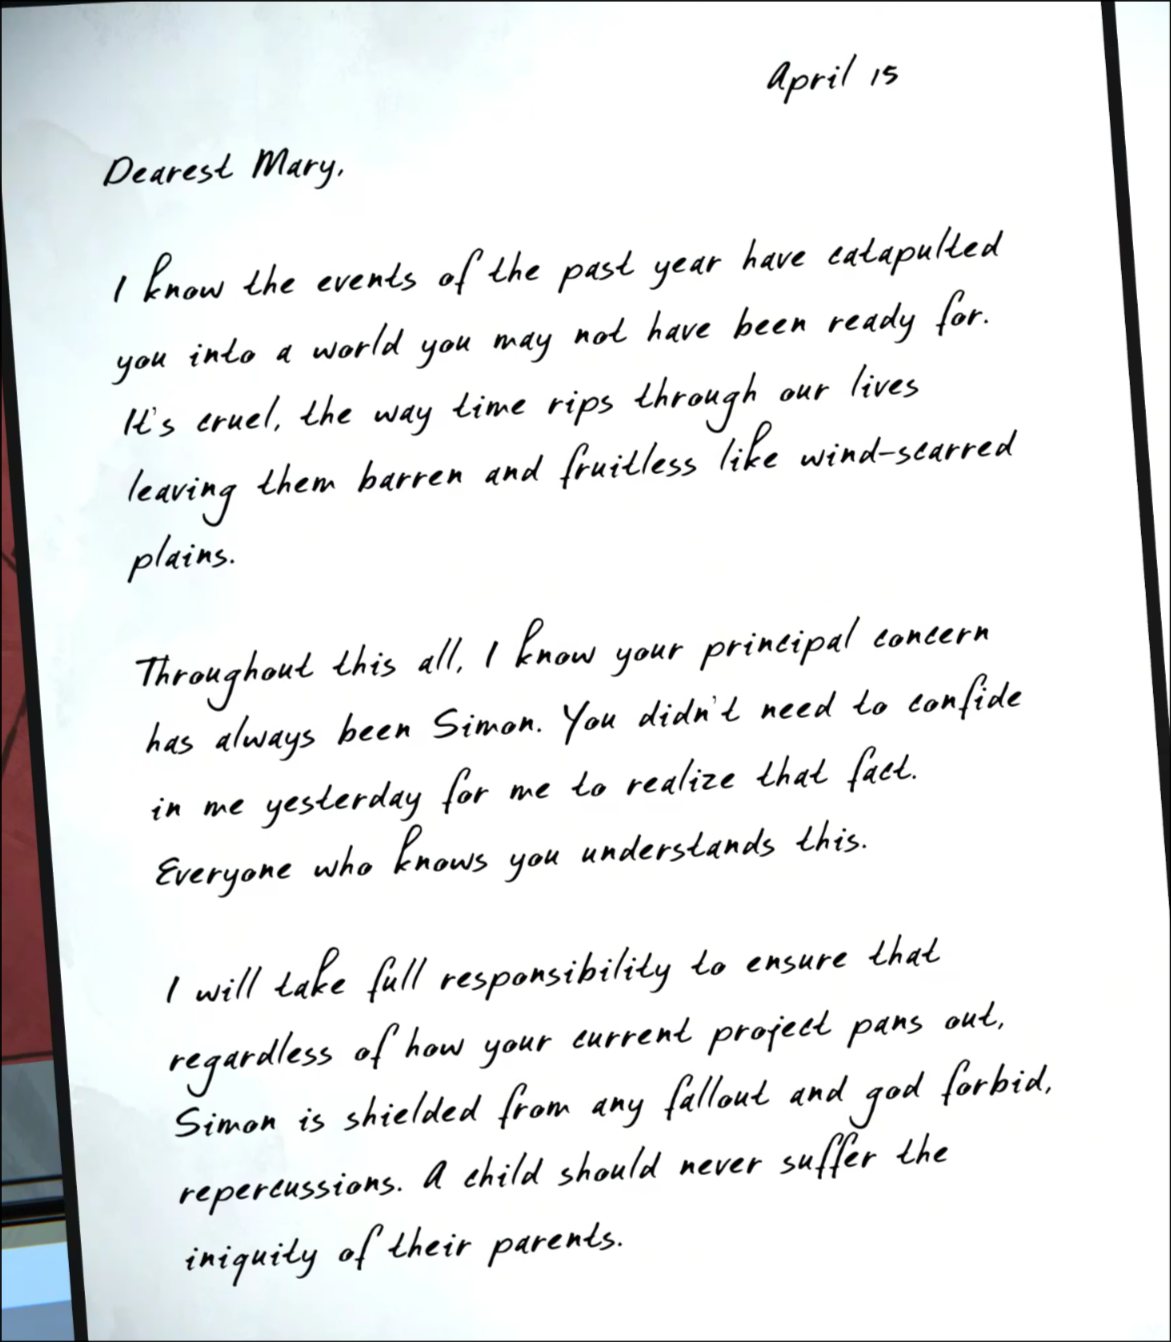 April 15
Dearest Mary,
I know the events of the past year have catapulted
you into a world you may not have been ready for.
It's cruel, the way time rips through our lives
leaving them barren and fruitless like wind-scarred
plains.
Throughout this all, I know your principal concern
has always been Simon. You didn't need to confide
in me yesterday for me to realize that fact.
Everyone who knows you understands this.
I will take full responsibility to ensure that
regardless of how your current project pans out,
Simon is shielded from any fallout and god forbid,
repercussions. A child should never suffer the
iniquity of their parents.